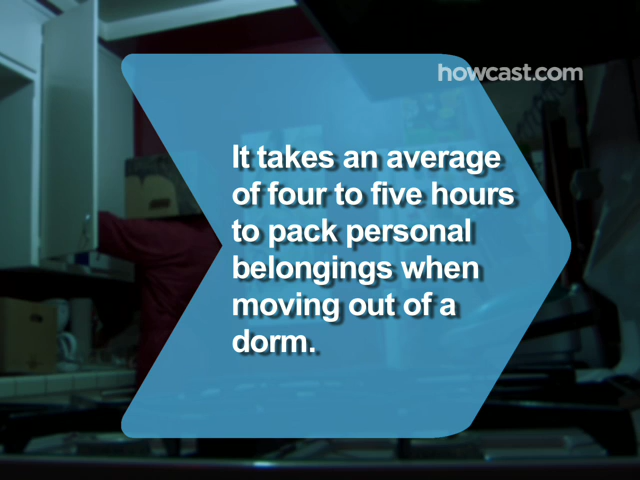 howcast.com
It takes an average
of four to five hours
to pack personal
belongings when
moving out of a
dorm.